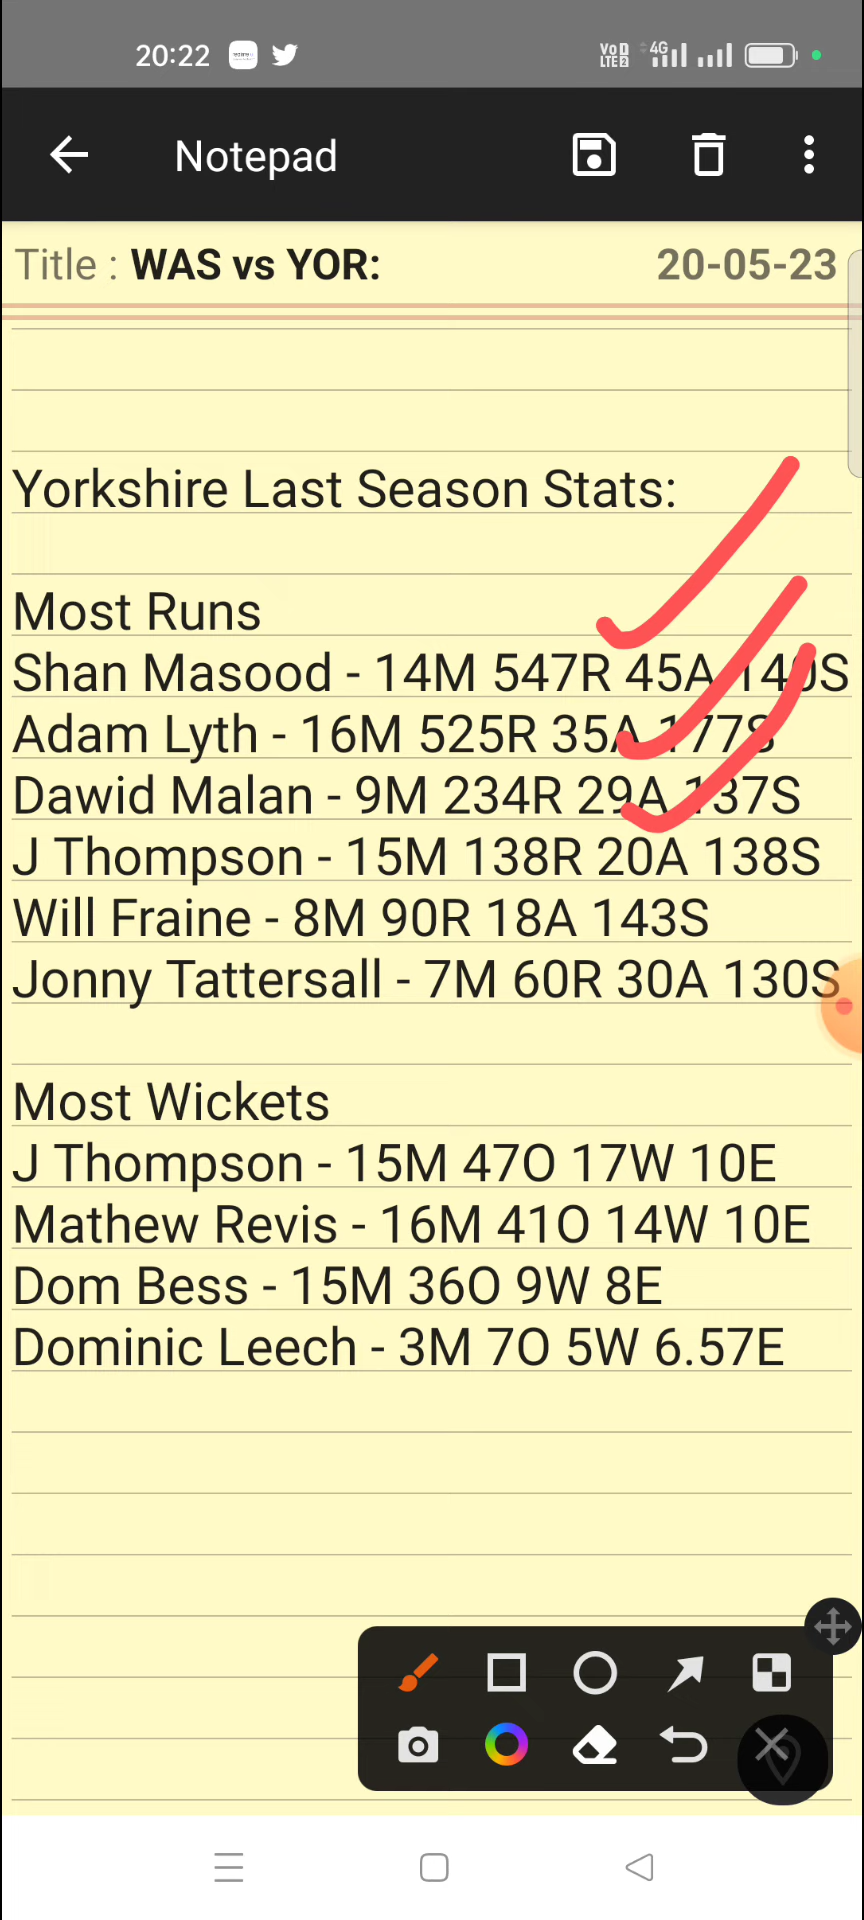 20:22
Vo D
LTE 2
4G
Notepad
Title : WAS vs YOR:
20-05-23
Yorkshire Last Season Stats:
Most Runs
Shan Masood - 14M 547R 45A 140S
Adam Lyth - 16M 525R 35A 177S
Dawid Malan - 9M 234R 29A 137S
J Thompson - 15M 138R 20A 138S
Will Fraine - 8M 90R 18A 143S
Jonny Tattersall - 7M 60R 30A 130S
Most Wickets
J Thompson - 15M 47O 17W 10E
Mathew Revis - 16M 41O 14W 10E
Dom Bess - 15M 36O 9W 8E
Dominic Leech - 3M 7O 5W 6.57E